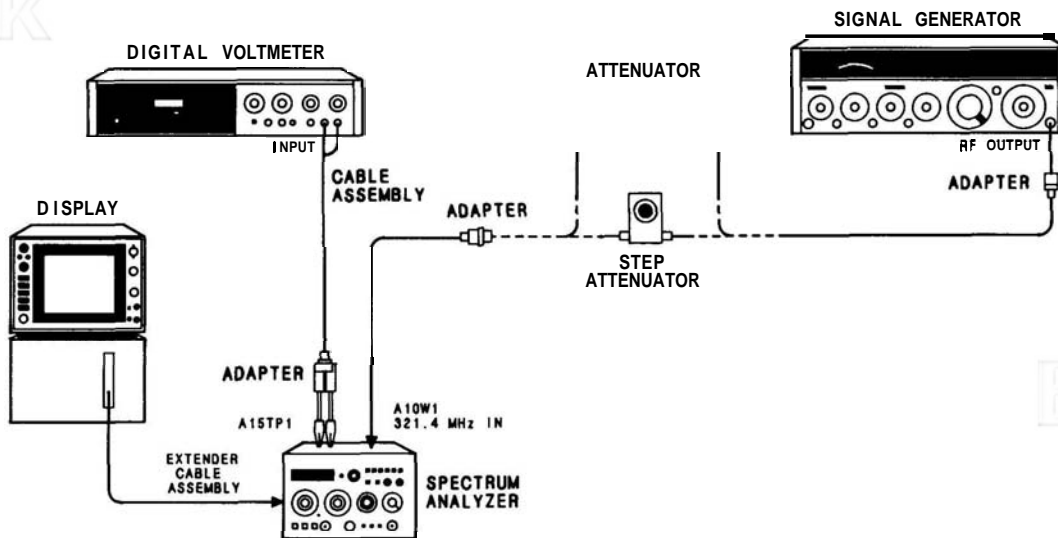 SIGNAL GENERATOR
DIGITAL VOLTMETER
ATTENUATOR
INPUT
RF OUTPUT
CABLE
ASSEMBLY
ADAPTER
DISPLAY
ADAPTER
STEP
ATTENUATOR
ADAPTER
A15TP1
A10W1
321.4 MHz IN
EXTENDER
CABLE
ASSEMBLY
SPECTRUM
ANALYZER